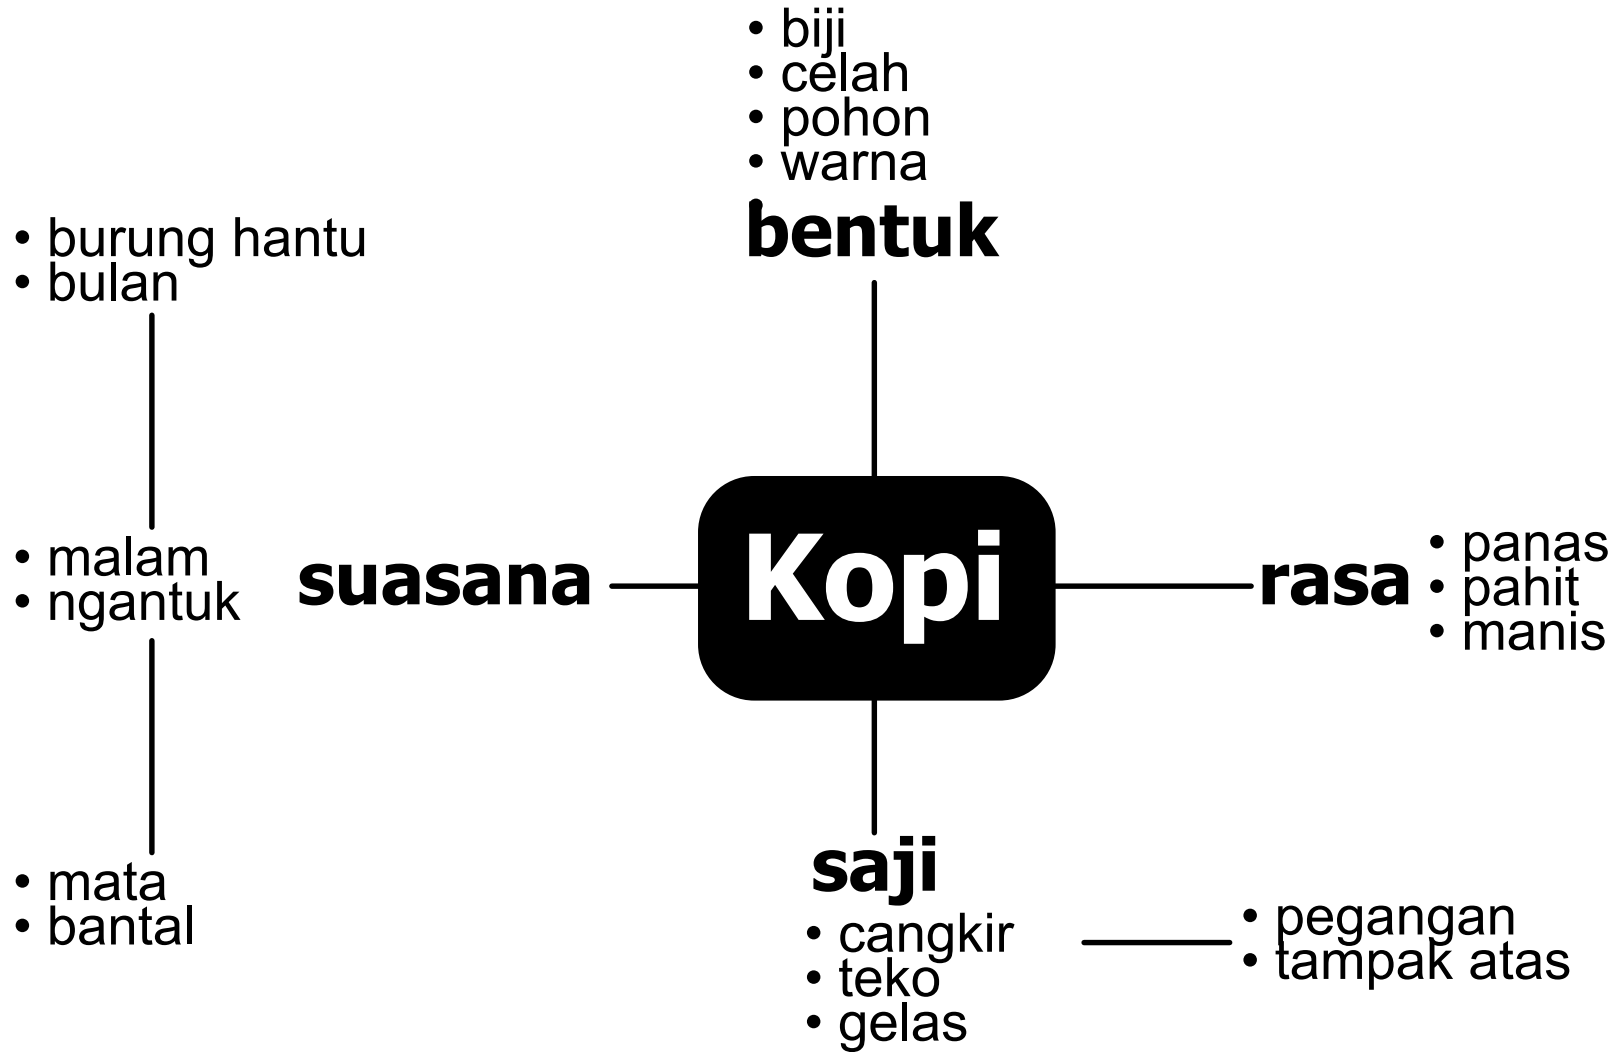 • biji
• celah
• pohon
• warna
•
bentuk
• burung hantu
• bulan
• malam
• ngantuk
suasana
Kopi
rasa
• panas
• pahit
• manis
• mata
• bantal
saji
• cangkir
• teko
• gelas
• pegangan
• tampak atas